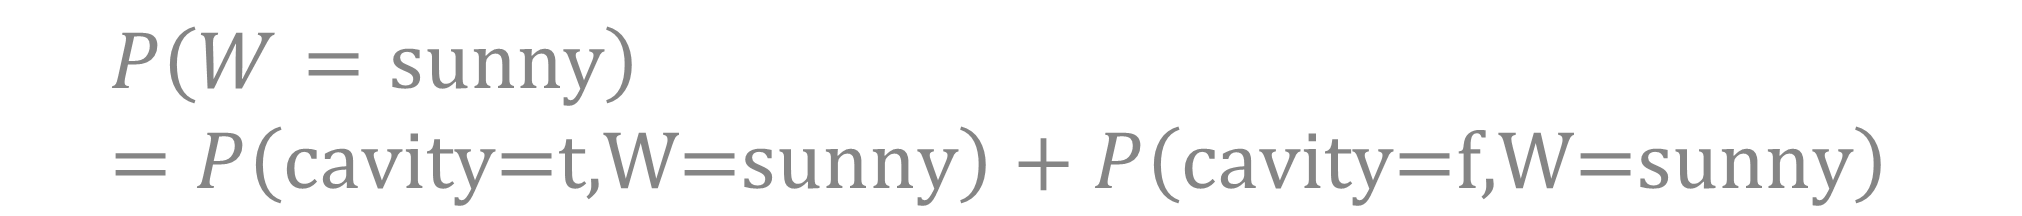 P(W = sunny)
= P(cavity=t,W=sunny) + P(cavity=f,W=sunny)